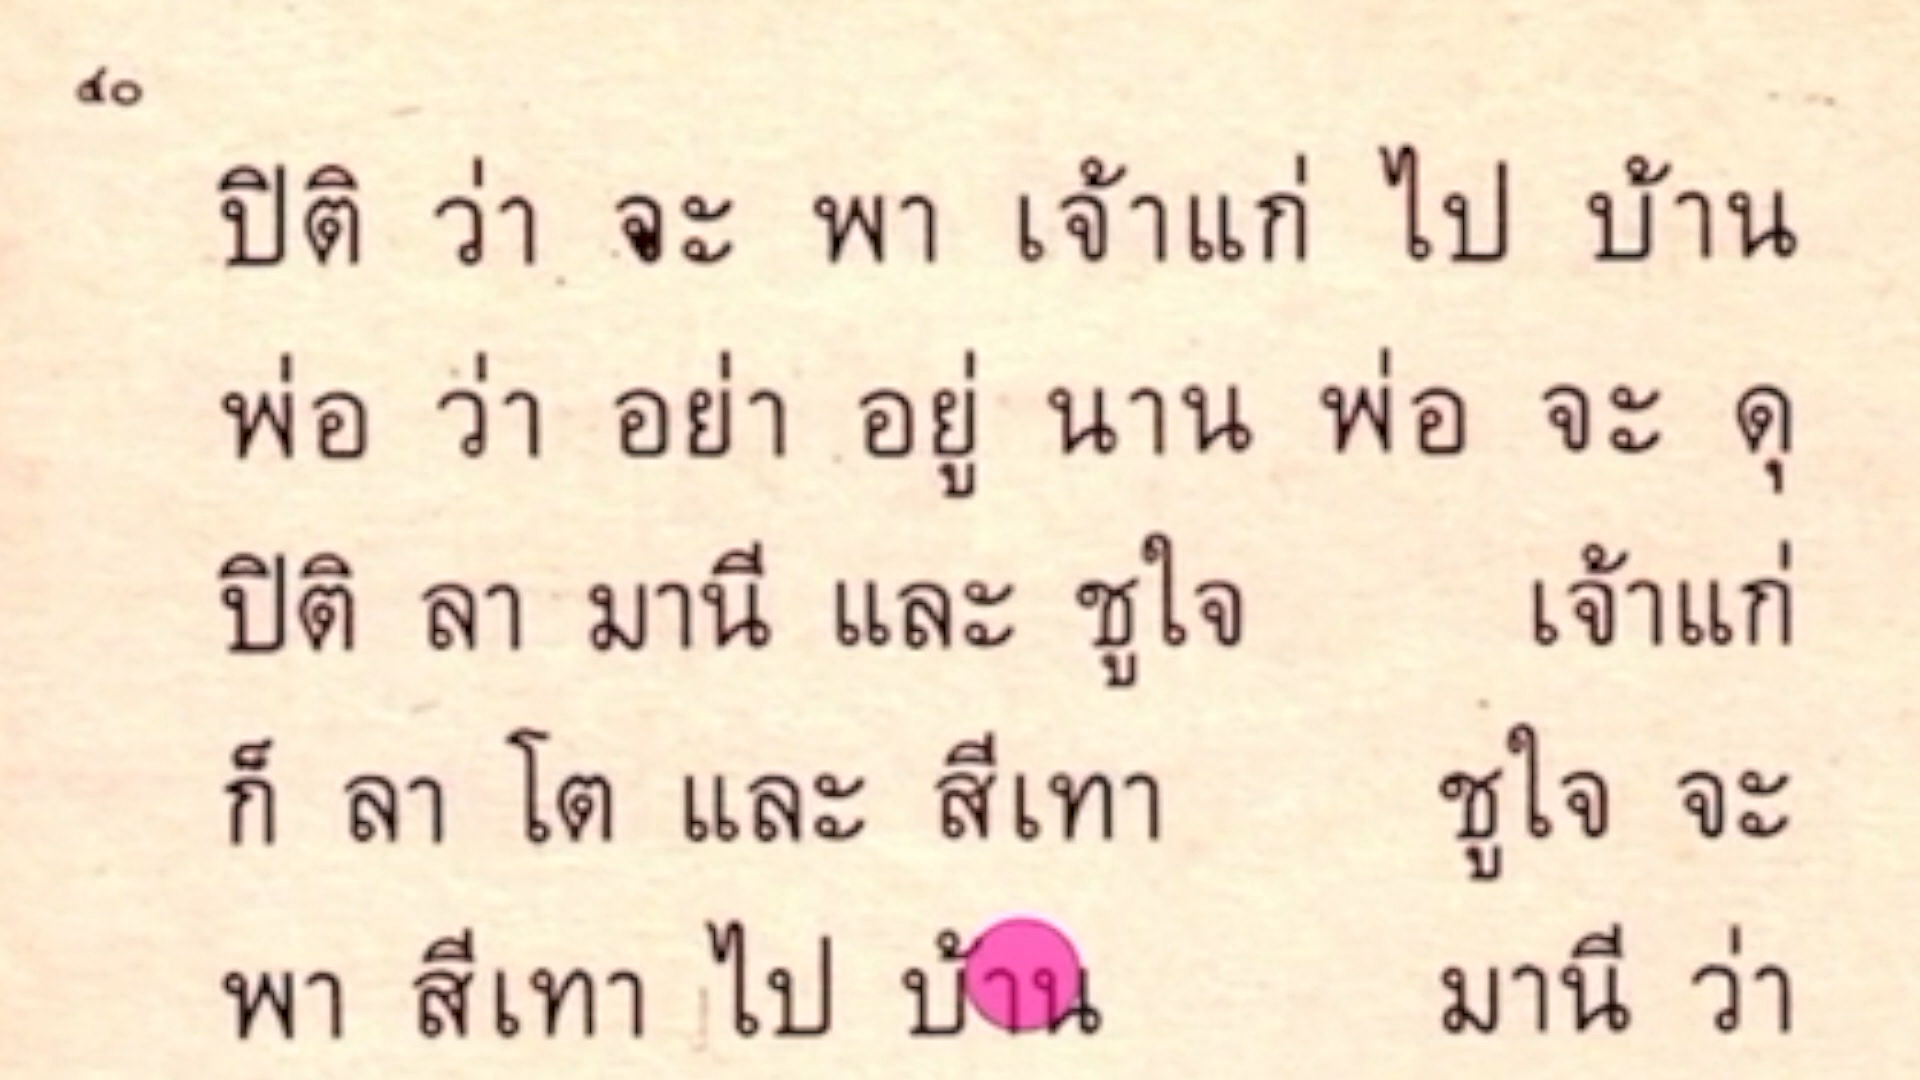 ๔๐
ปิติ ว่า จะ พา เจ้าแก่ ไป บ้าน
พ่อ ว่า อย่า อยู่ นาน พ่อ จะ ดุ
ปิติ ลา มานี และ ชูใจ เจ้าแก่
ก็ ลา โต และ สีเทา ชูใจ จะ
พา สีเทา ไป บ้าน มานี ว่า